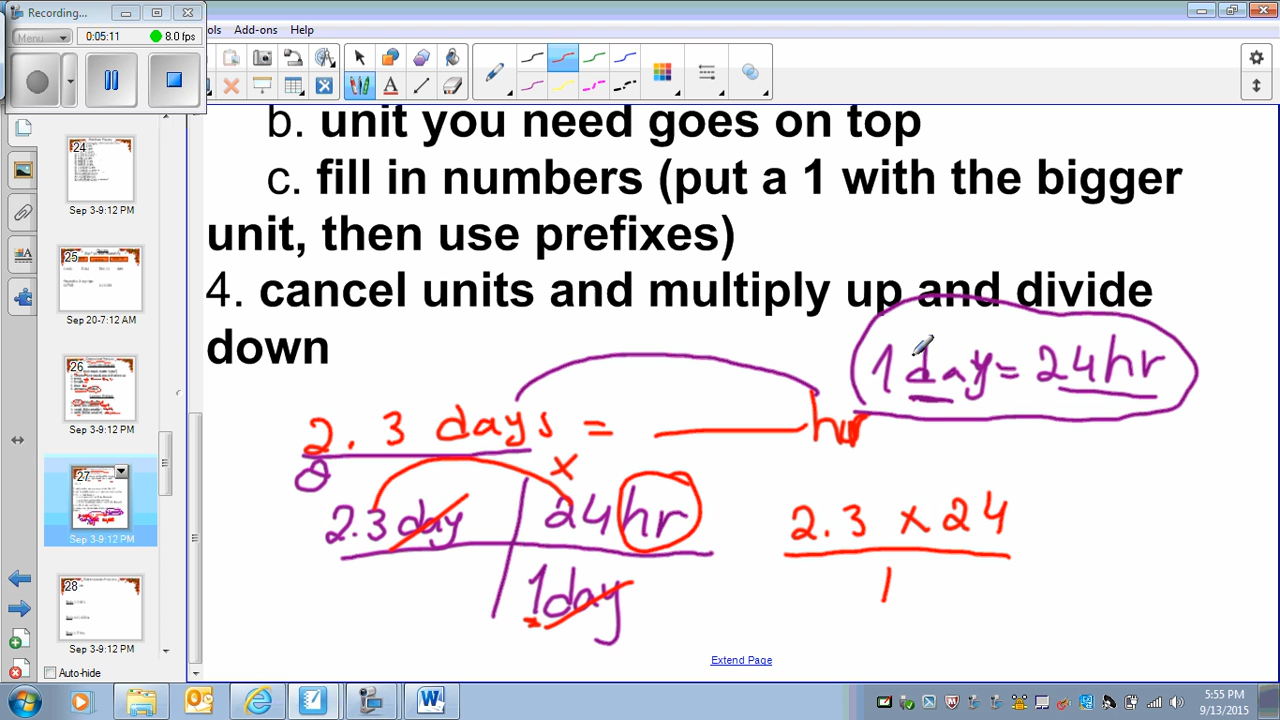 Recording...
Menu
0:05:11
8.0 fps
ols Add-ons Help
24
Sep 3-9:12 PM
25
Sep 20-7:12 AM
26
Sep 3-9:12 PM
27
Sep 3-9:12 PM
28
Sep 3-9:12 PM
Auto-hide
b. unit you need goes on top
c. fill in numbers (put a 1 with the bigger
unit, then use prefixes)
4. cancel units and multiply up and divide
down
1 day = 24hr
2.3 days = ______ hr
x
2.3 day 24 hr
1 day
2.3 x 24
1
Extend Page
5:55 PM
9/13/2015